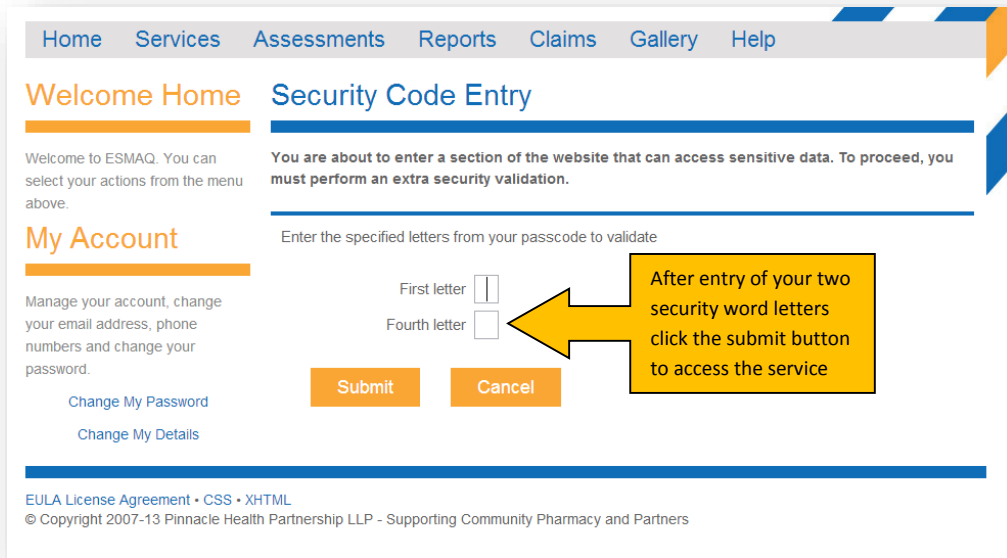 Home Services Assessments Reports Claims Gallery Help
Welcome Home
Welcome to ESMAQ. You can
select your actions from the menu
above.
My Account
Manage your account, change
your email address, phone
numbers and change your
password.
Change My Password
Change My Details
Security Code Entry
You are about to enter a section of the website that can access sensitive data. To proceed, you
must perform an extra security validation.
Enter the specified letters from your passcode to validate
First letter
Fourth letter
After entry of your two
security word letters
click the submit button
to access the service
Submit Cancel
EULA License Agreement • CSS • XHTML
© Copyright 2007-13 Pinnacle Health Partnership LLP - Supporting Community Pharmacy and Partners